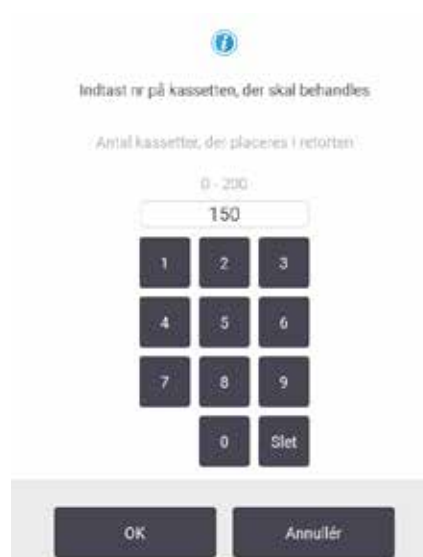 i
Indtast nr på kassetten, der skal behandles
Antal kassetter, der placeres i retorten
0 - 200
150
1 2 3
4 5 6
7 8 9
0 Slet
OK Annullér